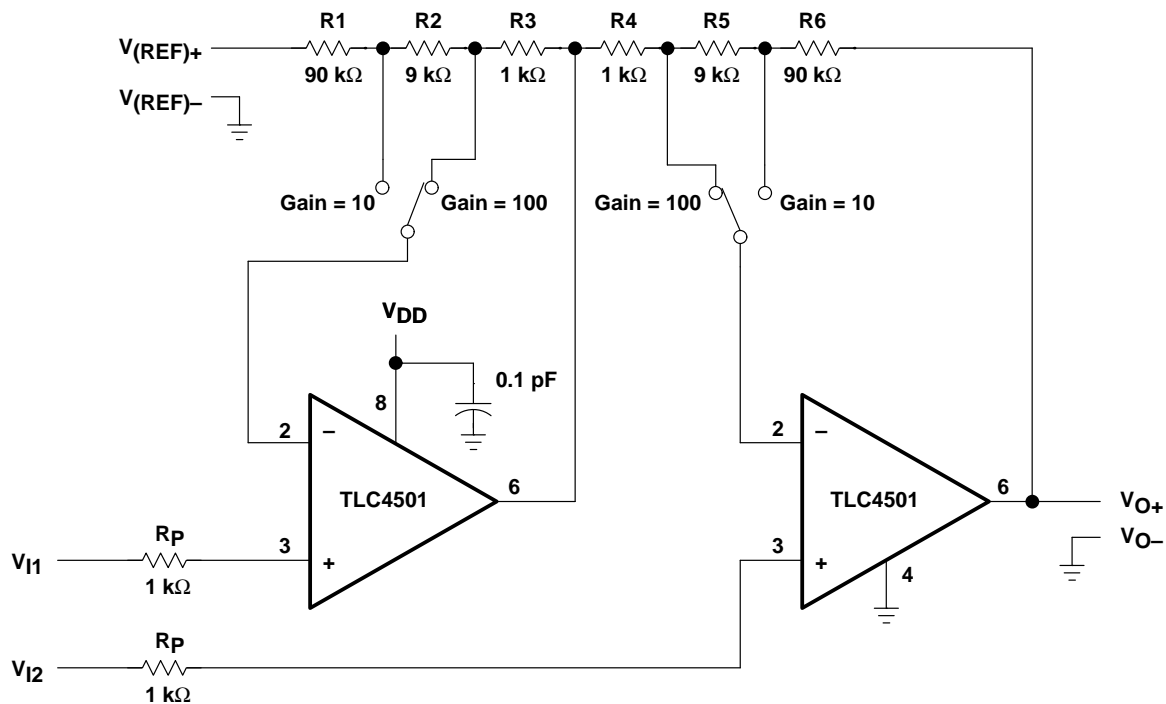 R1 R2 R3 R4 R5 R6
V(REF)+
90 kΩ 9 kΩ 1 kΩ 1 kΩ 9 kΩ 90 kΩ
V(REF)–
Gain = 10 Gain = 100 Gain = 100 Gain = 10
VDD
0.1 pF
8
2 – 2 –
TLC4501 6 TLC4501 6
VO+
VO–
3 + 3 +
4
VI1 RP
1 kΩ
VI2 RP
1 kΩ